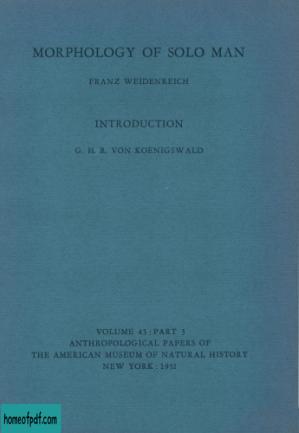 MORPHOLOGY OF SOLO MAN
FRANZ WEIDENREICH
INTRODUCTION
G. H. R. VON KOENIGSWALD
VOLUME 43 : PART 3
ANTHROPOLOGICAL PAPERS OF
THE AMERICAN MUSEUM OF NATURAL HISTORY
NEW YORK : 1951
homeofpdf.com